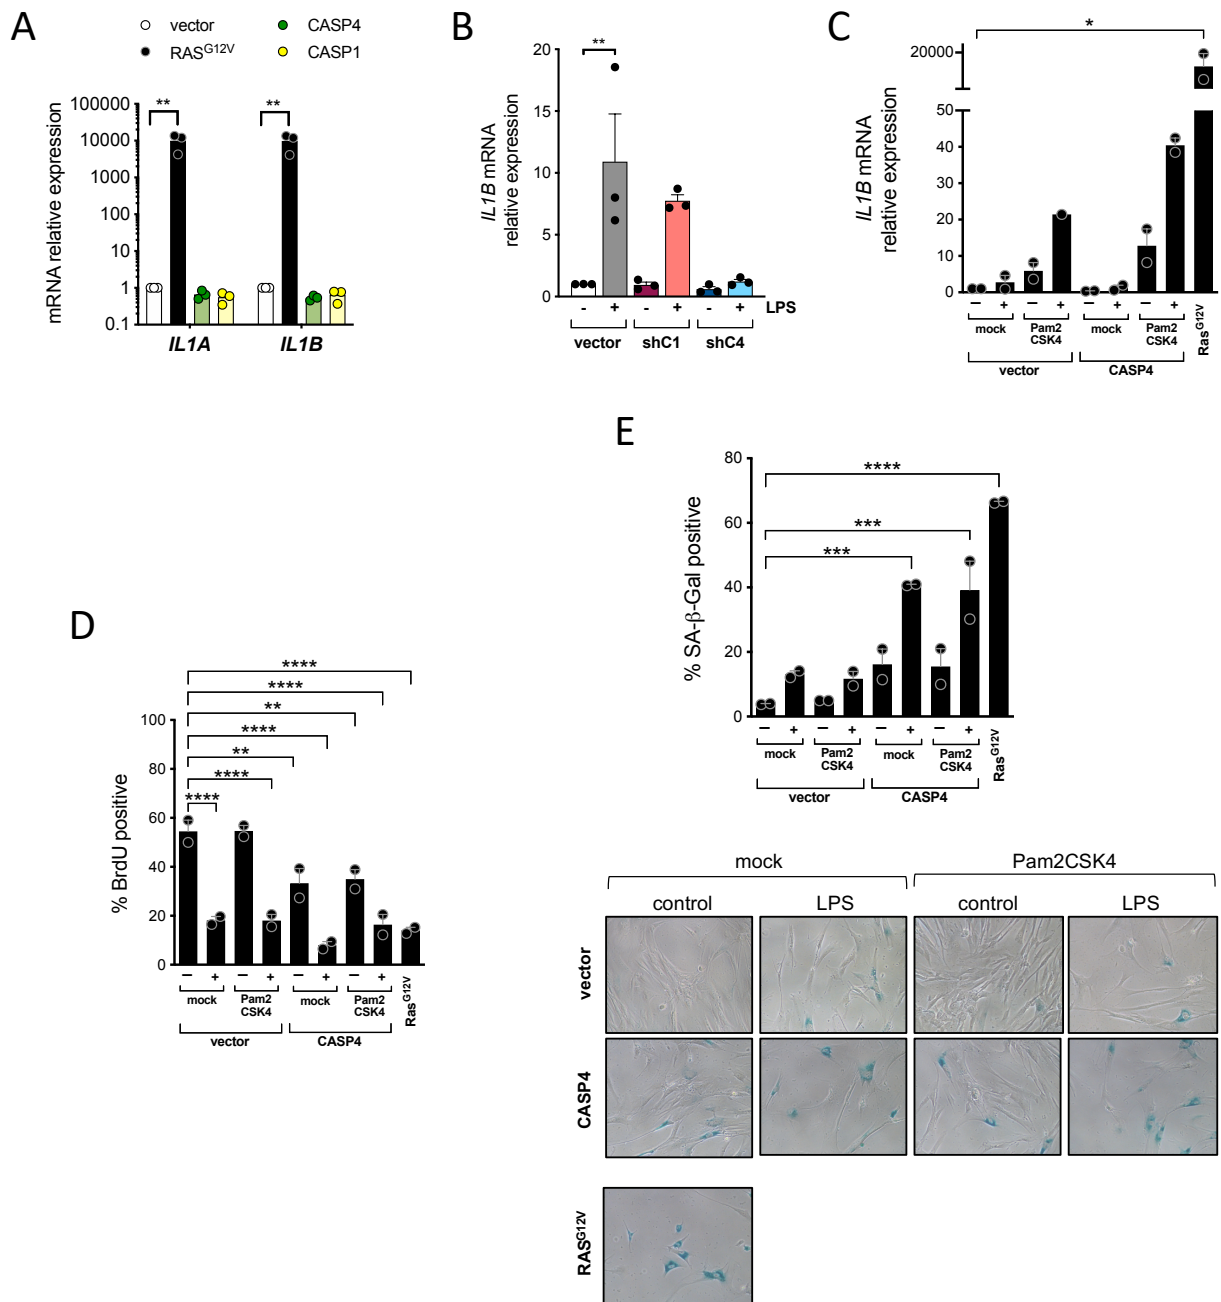 A
vector
RAS^G12V
CASP4
CASP1
mRNA relative expression
100000
10000
1000
100
10
1
0.1
**
**
IL1A
IL1B
B
IL1B mRNA
relative expression
20
15
10
5
0
**
- + - + - + LPS
vector shC1 shC4
C
IL1B mRNA
relative expression
20000
50
40
30
20
10
0
*
− + − + − + − +
mock
Pam2
CSK4
mock
Pam2
CSK4
Ras^G12V
vector
CASP4
E
% SA-β-Gal positive
80
60
40
20
0
****
***
***
− + − + − + − +
mock
Pam2
CSK4
mock
Pam2
CSK4
Ras^G12V
vector
CASP4
D
% BrdU positive
100
80
60
40
20
0
****
****
**
****
**
****
****
− + − + − + − +
mock
Pam2
CSK4
mock
Pam2
CSK4
Ras^G12V
vector
CASP4
mock Pam2CSK4
control LPS control LPS
vector
CASP4
RAS^G12V